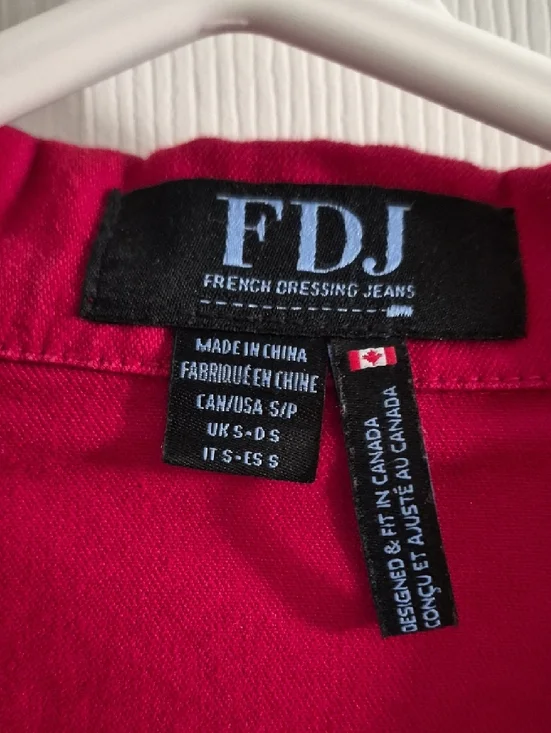 FDJ
FRENCH DRESSING JEANS
MADE IN CHINA
FABRIQUÉ EN CHINE
CAN/USA S/P
UK S-D S
IT S-ES S
DESIGNED & FIT IN CANADA
CONÇU ET AJUSTÉ AU CANADA